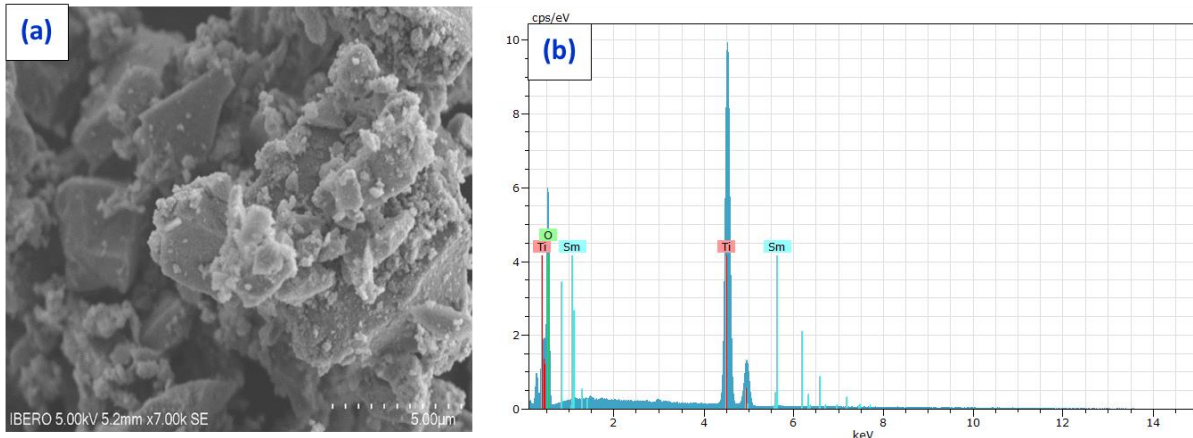 (a)
IBERO 5.00kV 5.2mm x7.00k SE
5.00µm
cps/eV
(b)
10
8
6
4
2
0
O
Ti
Sm
Ti
Sm
2
4
6
8
10
12
14
keV